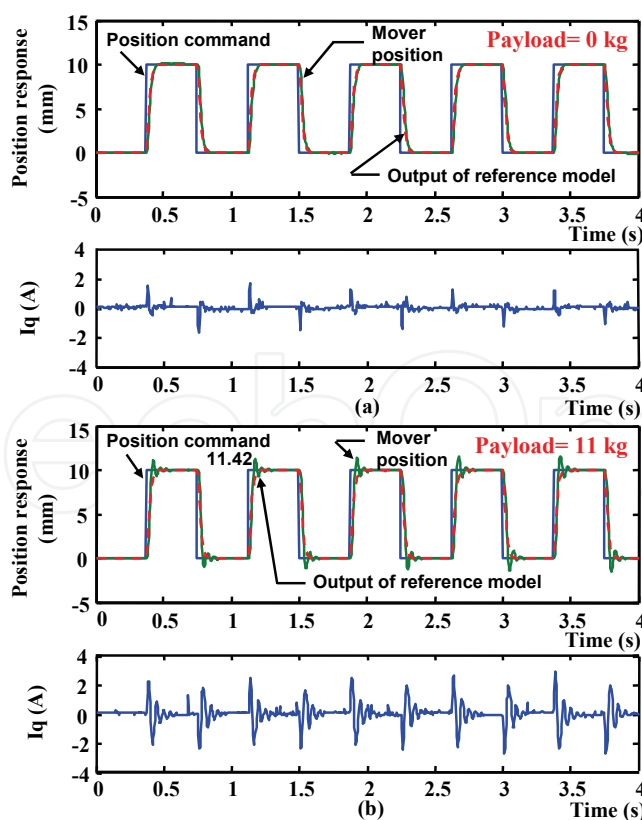 Position command
Mover
position
Payload= 0 kg
Position response
(mm)
15
10
5
0
-5
Output of reference model
0 0.5 1 1.5 2 2.5 3 3.5 4
Time (s)
Iq (A)
4
2
0
-2
-4
0 0.5 1 1.5 2 2.5 3 3.5 4
Time (s)
(a)
Position command
11.42
Mover
position
Payload= 11 kg
Position response
(mm)
15
10
5
0
-5
Output of reference model
0 0.5 1 1.5 2 2.5 3 3.5 4
Time (s)
Iq (A)
4
2
0
-2
-4
0 0.5 1 1.5 2 2.5 3 3.5 4
Time (s)
(b)